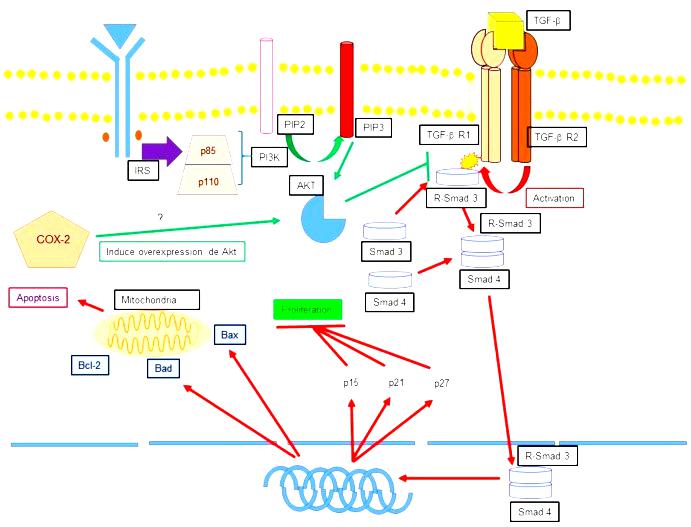 TGF-β
PIP2
PIP3
TGF-β R1
TGF-β R2
p85
PI3K
IRS
p110
AKT
R-Smad 3
Activation
?
R-Smad 3
COX-2
Induce overexpression de Akt
Smad 3
Smad 4
Smad 4
Apoptosis
Mitochondria
Proliferation
Bax
Bcl-2
Bad
p15
p21
p27
R-Smad 3
Smad 4